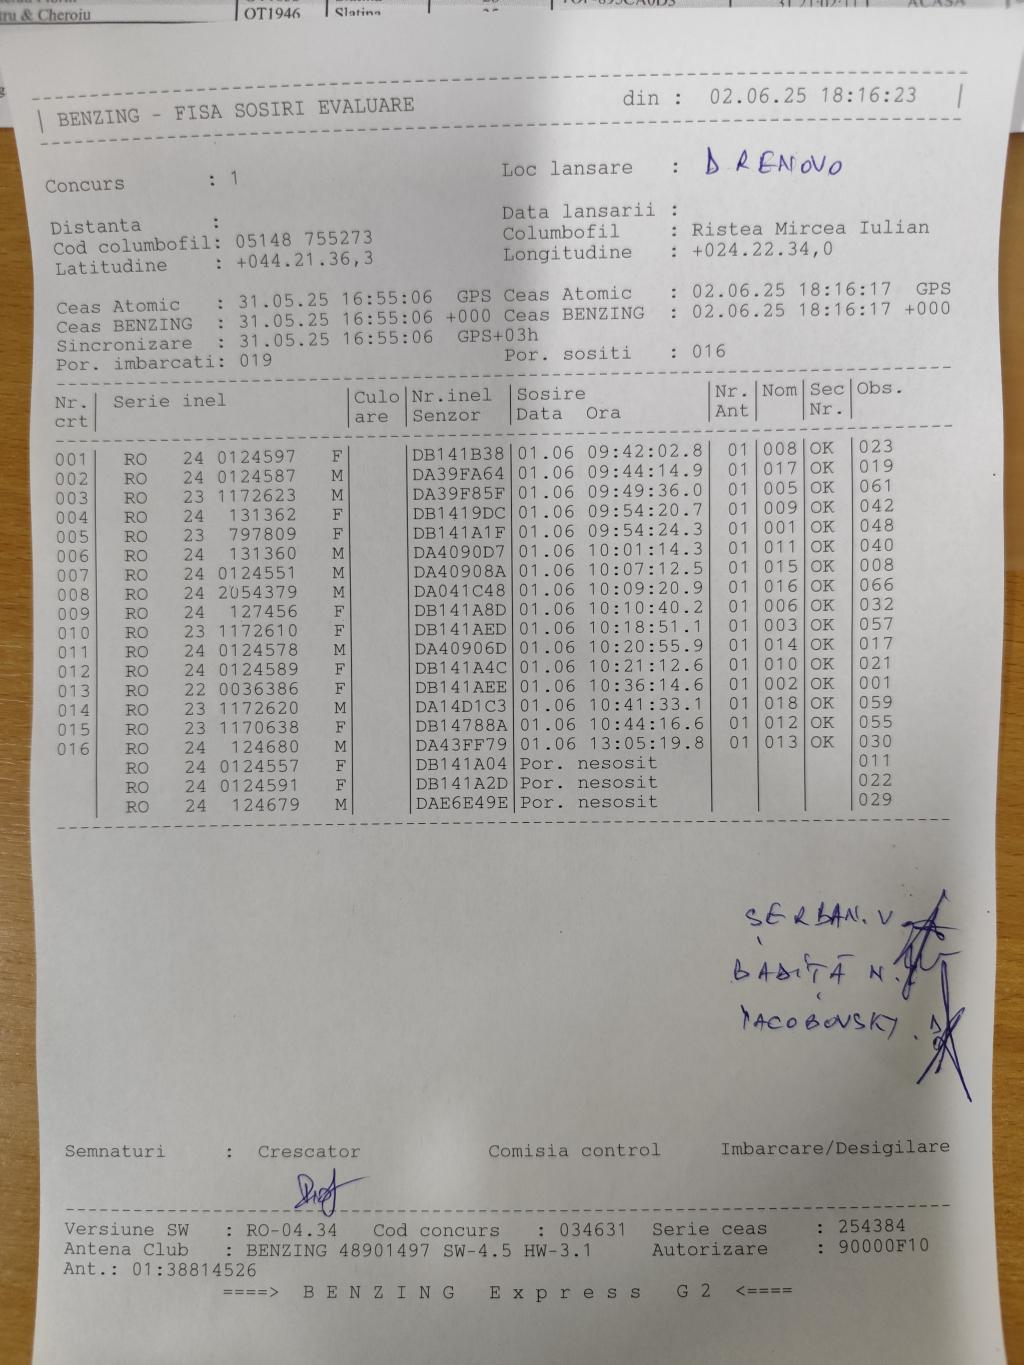 tru & Cheroiu OT1946 Slatina
BENZING - FISA SOSIRI EVALUARE din : 02.06.25 18:16:23
Concurs : 1 Loc lansare : DRENOVO
Distanta : Data lansarii :
Cod columbofil: 05148 755273 Columbofil : Ristea Mircea Iulian
Latitudine : +044.21.36,3 Longitudine : +024.22.34,0
Ceas Atomic : 31.05.25 16:55:06 GPS Ceas Atomic : 02.06.25 18:16:17 GPS
Ceas BENZING : 31.05.25 16:55:06 +000 Ceas BENZING : 02.06.25 18:16:17 +000
Sincronizare : 31.05.25 16:55:06 GPS+03h
Por. imbarcati: 019 Por. sositi : 016
Nr. Serie inel Culo Nr.inel Sosire Nr. Nom Sec Obs.
crt are Senzor Data Ora Ant Nr.
001 RO 24 0124597 F DB141B38 01.06 09:42:02.8 01 008 OK 023
002 RO 24 0124587 M DA39FA64 01.06 09:44:14.9 01 017 OK 019
003 RO 23 1172623 M DA39F85F 01.06 09:49:36.0 01 005 OK 061
004 RO 24 131362 F DB1419DC 01.06 09:54:20.7 01 009 OK 042
005 RO 23 797809 F DB141A1F 01.06 09:54:24.3 01 001 OK 048
006 RO 24 131360 M DA4090D7 01.06 10:01:14.3 01 011 OK 040
007 RO 24 0124551 M DA40908A 01.06 10:07:12.5 01 015 OK 008
008 RO 24 2054379 M DA041C48 01.06 10:09:20.9 01 016 OK 066
009 RO 24 127456 F DB141A8D 01.06 10:10:40.2 01 006 OK 032
010 RO 23 1172610 F DB141AED 01.06 10:18:51.1 01 003 OK 057
011 RO 24 0124578 M DA40906D 01.06 10:20:55.9 01 014 OK 017
012 RO 24 0124589 F DB141A4C 01.06 10:21:12.6 01 010 OK 021
013 RO 22 0036386 F DB141AEE 01.06 10:36:14.6 01 002 OK 001
014 RO 23 1172620 M DA14D1C3 01.06 10:41:33.1 01 018 OK 059
015 RO 23 1170638 F DB14788A 01.06 10:44:16.6 01 012 OK 055
016 RO 24 124680 M DA43FF79 01.06 13:05:19.8 01 013 OK 030
RO 24 0124557 F DB141A04 Por. nesosit 011
RO 24 0124591 F DB141A2D Por. nesosit 022
RO 24 124679 M DAE6E49E Por. nesosit 029
ȘERBAN. V
BADIȚĂ N.
IACOBOVSKY.
Semnaturi : Crescator Comisia control Imbarcare/Desigilare
Versiune SW : RO-04.34 Cod concurs : 034631 Serie ceas : 254384
Antena Club : BENZING 48901497 SW-4.5 HW-3.1 Autorizare : 90000F10
Ant.: 01:38814526
====> B E N Z I N G E x p r e s s G 2 <====